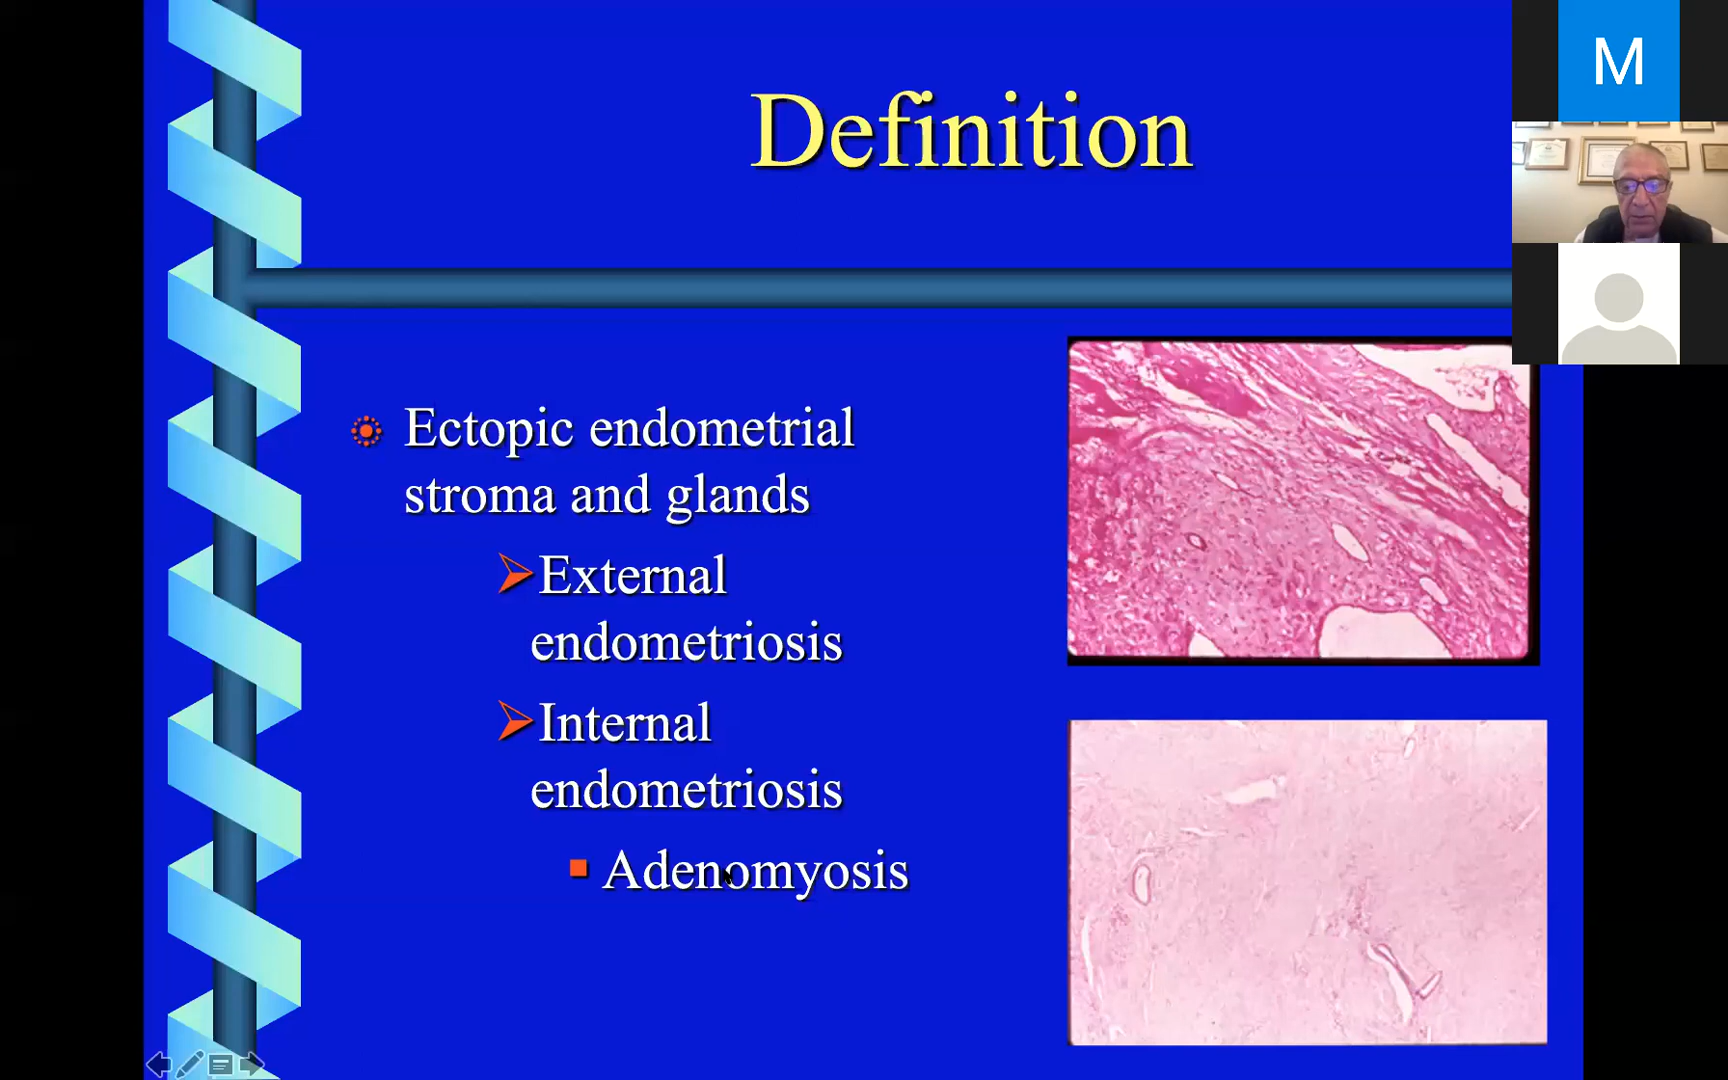 Definition
M
Ectopic endometrial
stroma and glands
External
endometriosis
Internal
endometriosis
Adenomyosis